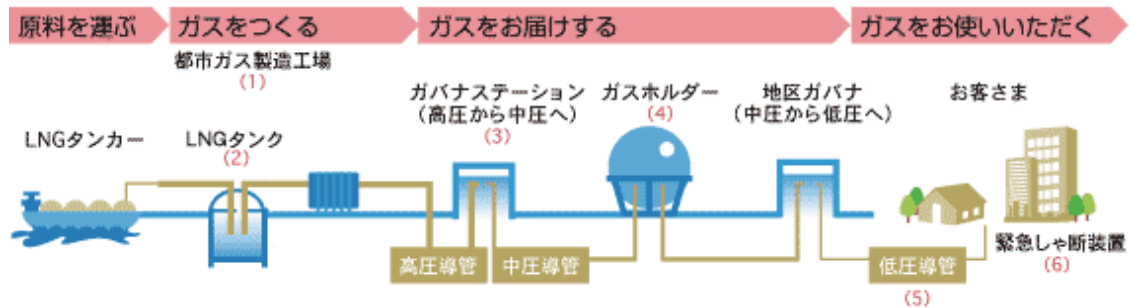 原料を運ぶ
ガスをつくる
ガスをお届けする
ガスをお使いいただく
都市ガス製造工場
(1)
ガバナステーション
(高圧から中圧へ)
(3)
ガスホルダー
(4)
地区ガバナ
(中圧から低圧へ)
お客さま
LNGタンカー
LNGタンク
(2)
緊急しゃ断装置
(6)
高圧導管
中圧導管
低圧導管
(5)